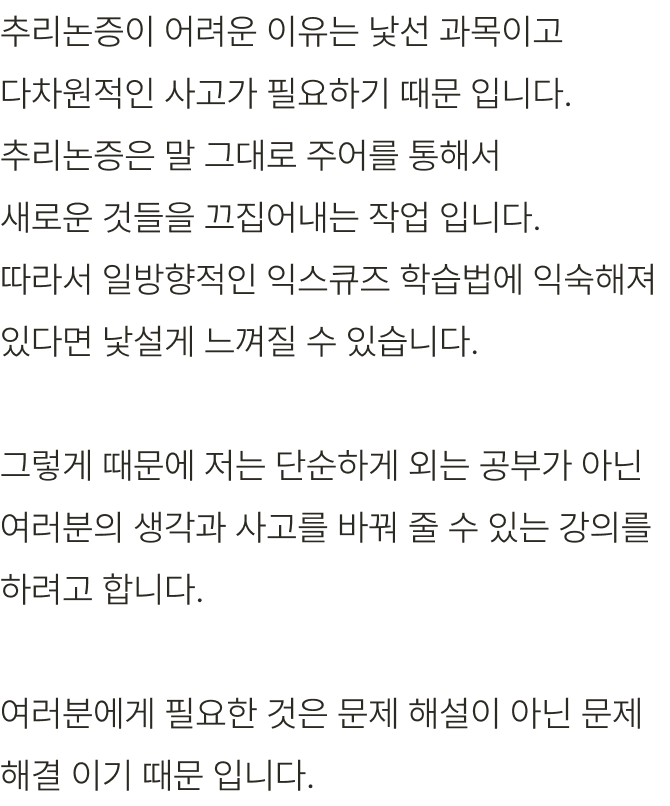 추리논증이 어려운 이유는 낯선 과목이고
다차원적인 사고가 필요하기 때문 입니다.
추리논증은 말 그대로 주어를 통해서
새로운 것들을 끄집어내는 작업 입니다.
따라서 일방향적인 익스큐즈 학습법에 익숙해져
있다면 낯설게 느껴질 수 있습니다.
그렇게 때문에 저는 단순하게 외는 공부가 아닌
여러분의 생각과 사고를 바꿔 줄 수 있는 강의를
하려고 합니다.
여러분에게 필요한 것은 문제 해설이 아닌 문제
해결 이기 때문 입니다.